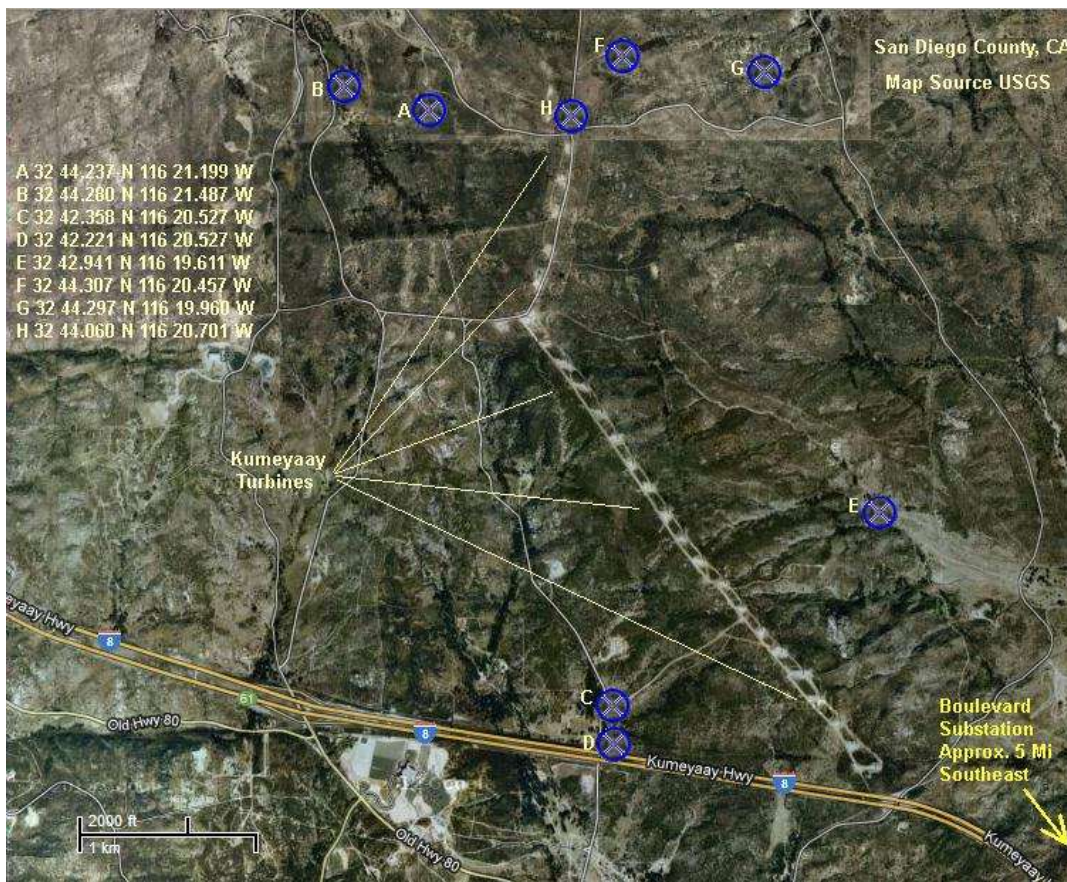 San Diego County, CA
Map Source USGS
F
G
B
A
H
A 32 44.237 N 116 21.199 W
B 32 44.280 N 116 21.487 W
C 32 42.358 N 116 20.527 W
D 32 42.221 N 116 20.527 W
E 32 42.941 N 116 19.611 W
F 32 44.307 N 116 20.457 W
G 32 44.297 N 116 19.960 W
H 32 44.060 N 116 20.701 W
Kumeyaay
Turbines
E
eyaay Hwy
8
61
Old Hwy 80
8
C
D
Kumeyaay Hwy
8
Boulevard
Substation
Approx. 5 Mi
Southeast
2000 ft
1 km
Old Hwy 80
Kumeyaay